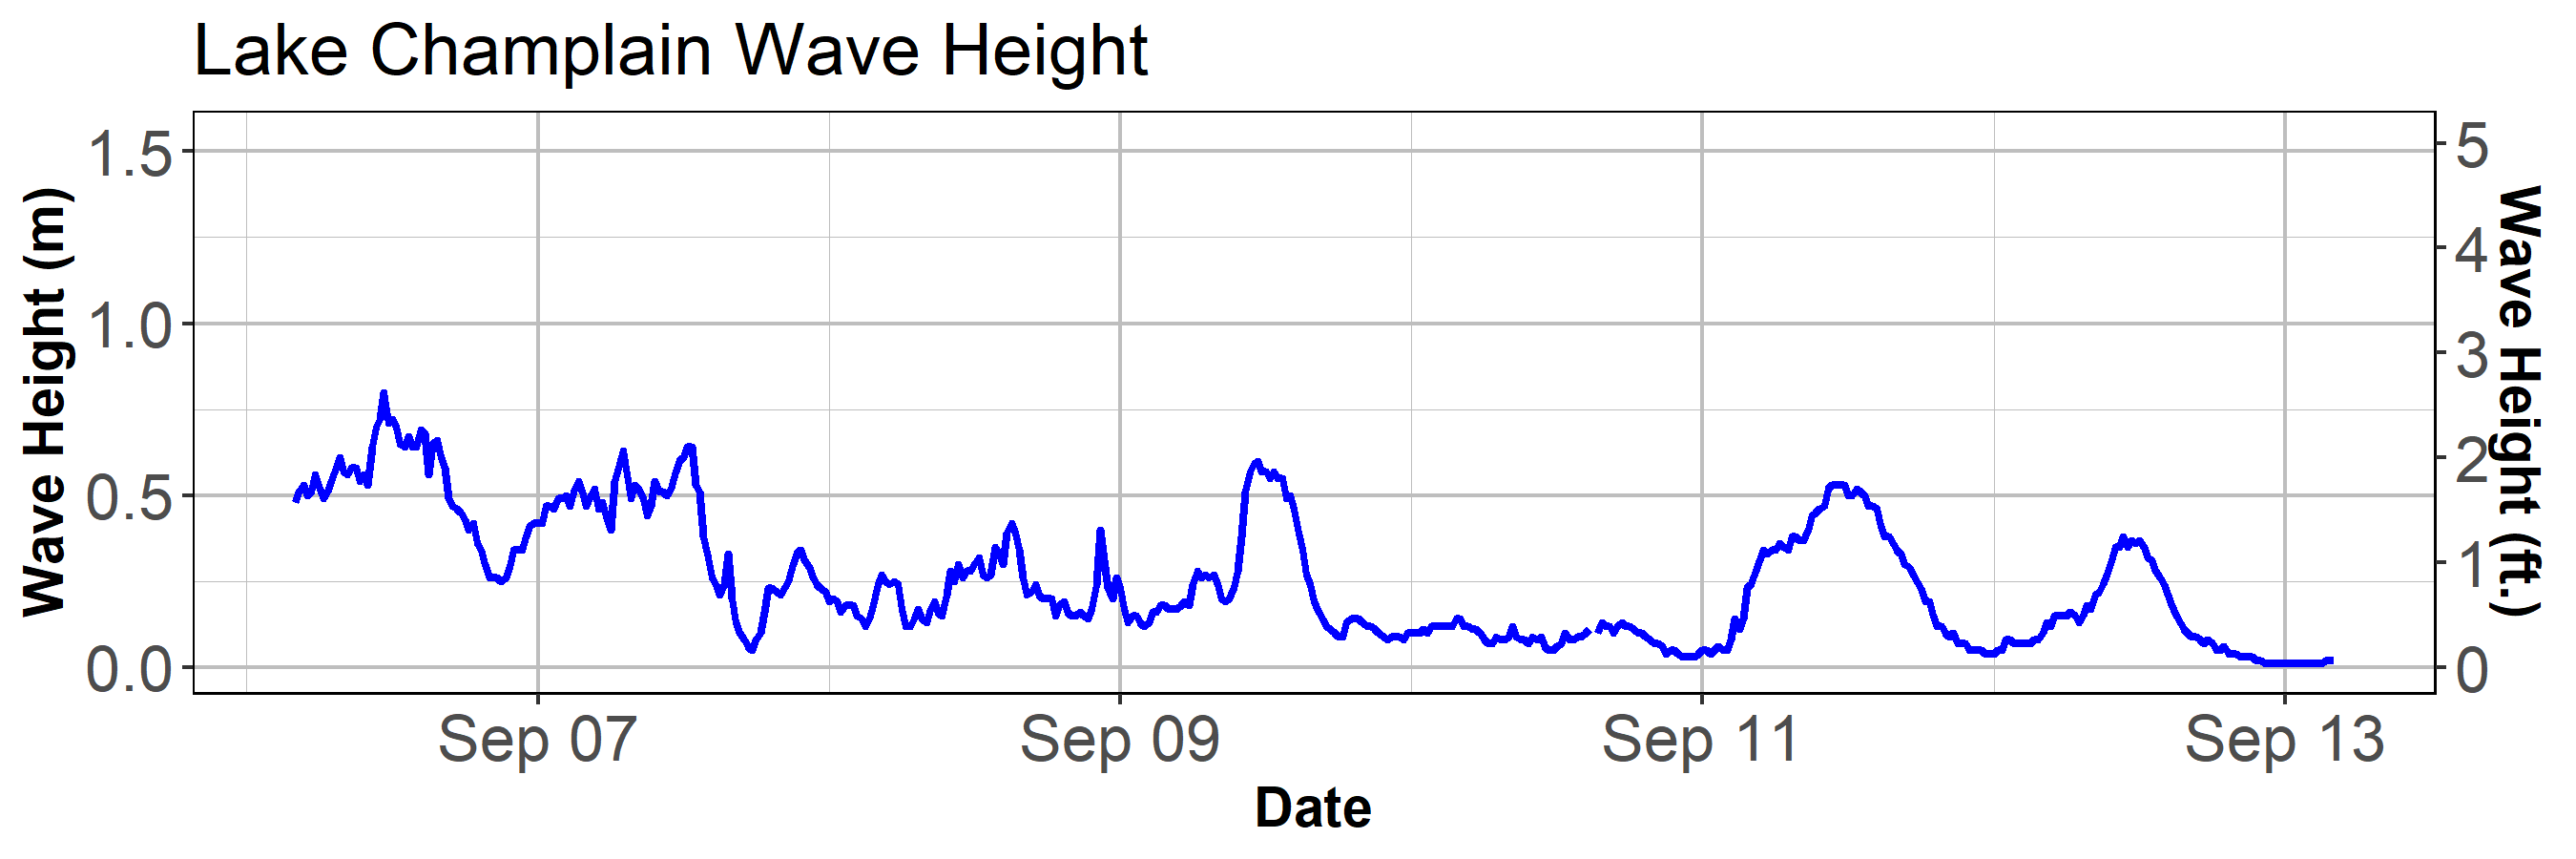 Lake Champlain Wave Height
Wave Height (m)
1.5
1.0
0.5
0.0
5
4
3
2
1
0
Wave Height (ft.)
Sep 07 Sep 09 Sep 11 Sep 13
Date